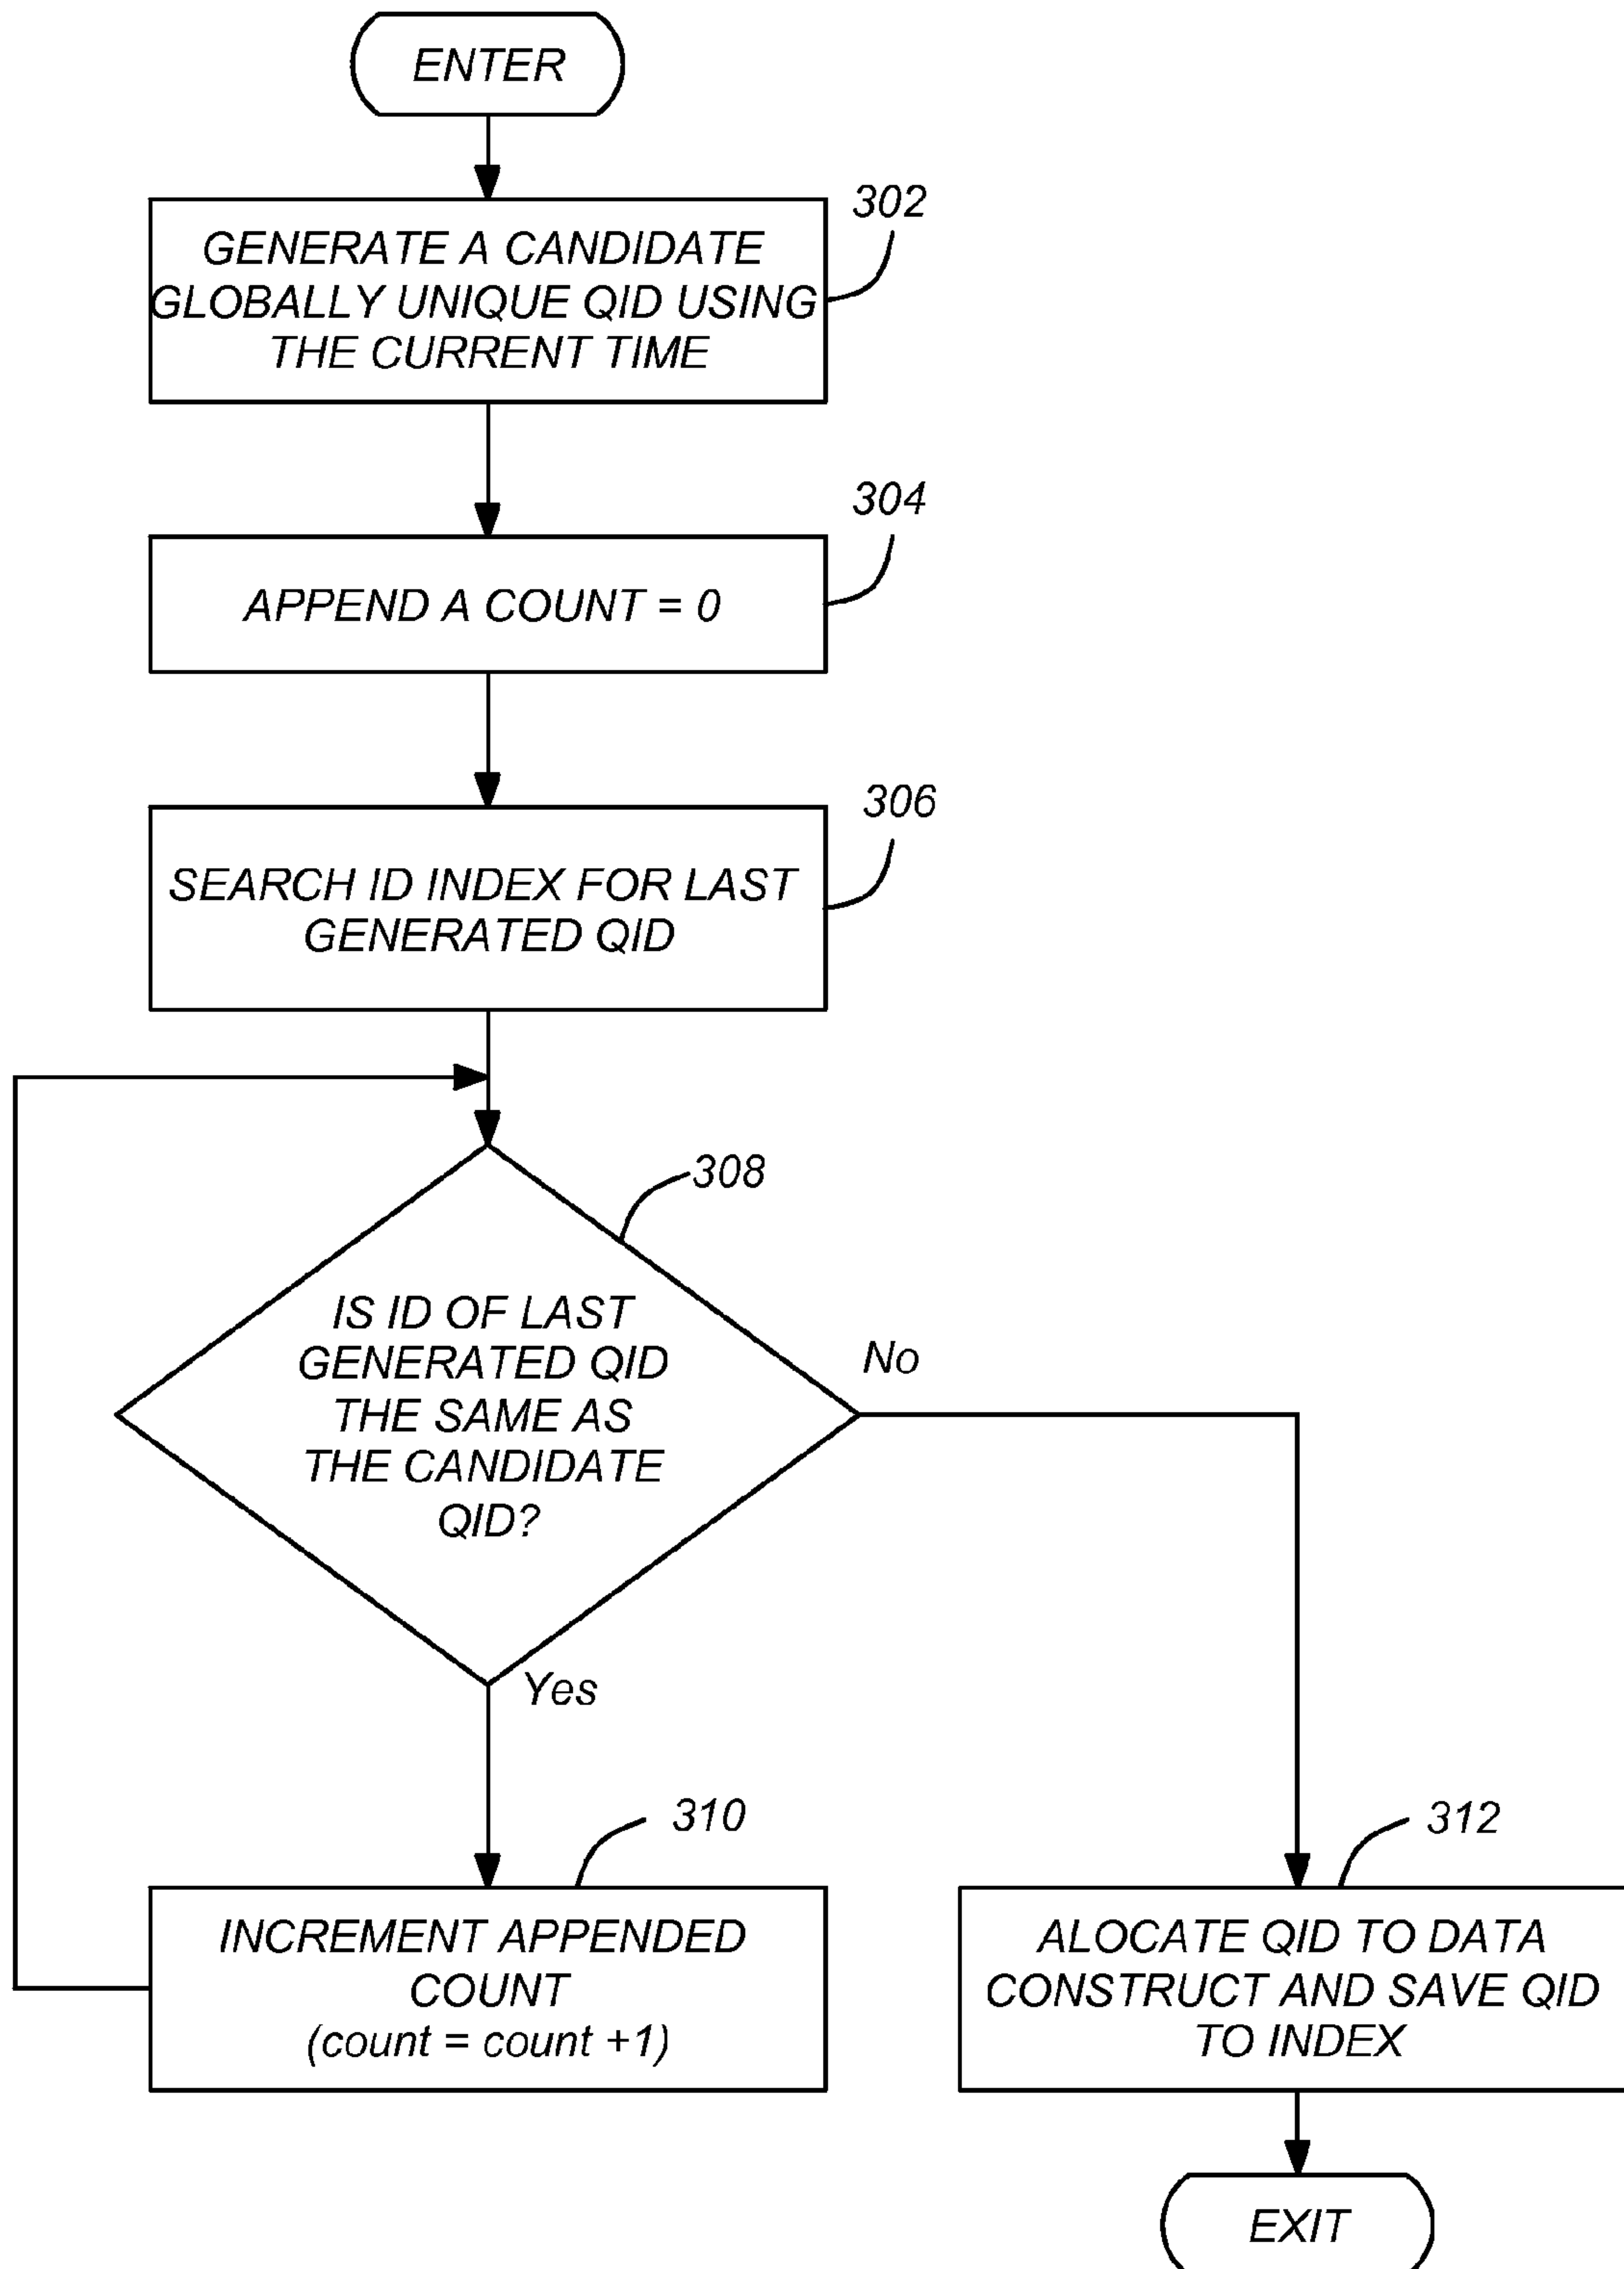 ENTER
302
GENERATE A CANDIDATE
GLOBALLY UNIQUE QID USING
THE CURRENT TIME
304
APPEND A COUNT = 0
306
SEARCH ID INDEX FOR LAST
GENERATED QID
308
IS ID OF LAST
GENERATED QID
THE SAME AS
THE CANDIDATE
QID?
No
Yes
310
INCREMENT APPENDED
COUNT
(count = count +1)
312
ALOCATE QID TO DATA
CONSTRUCT AND SAVE QID
TO INDEX
EXIT